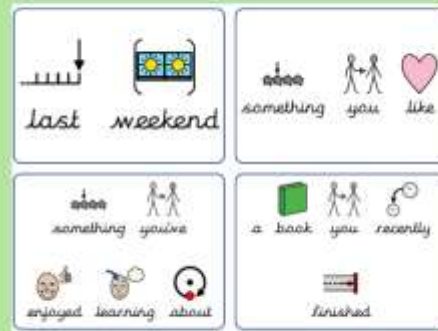 last weekend
something you like
something you've
enjoyed learning about
a book you recently
finished